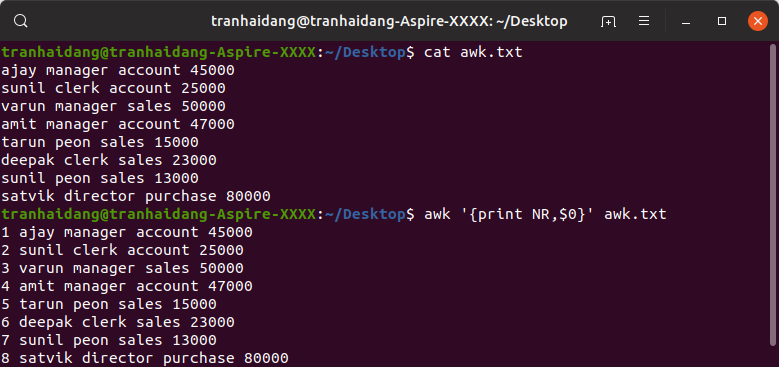 tranhaidang@tranhaidang-Aspire-XXXX: ~/Desktop
tranhaidang@tranhaidang-Aspire-XXXX:~/Desktop$ cat awk.txt
ajay manager account 45000
sunil clerk account 25000
varun manager sales 50000
amit manager account 47000
tarun peon sales 15000
deepak clerk sales 23000
sunil peon sales 13000
satvik director purchase 80000
tranhaidang@tranhaidang-Aspire-XXXX:~/Desktop$ awk '{print NR,$0}' awk.txt
1 ajay manager account 45000
2 sunil clerk account 25000
3 varun manager sales 50000
4 amit manager account 47000
5 tarun peon sales 15000
6 deepak clerk sales 23000
7 sunil peon sales 13000
8 satvik director purchase 80000